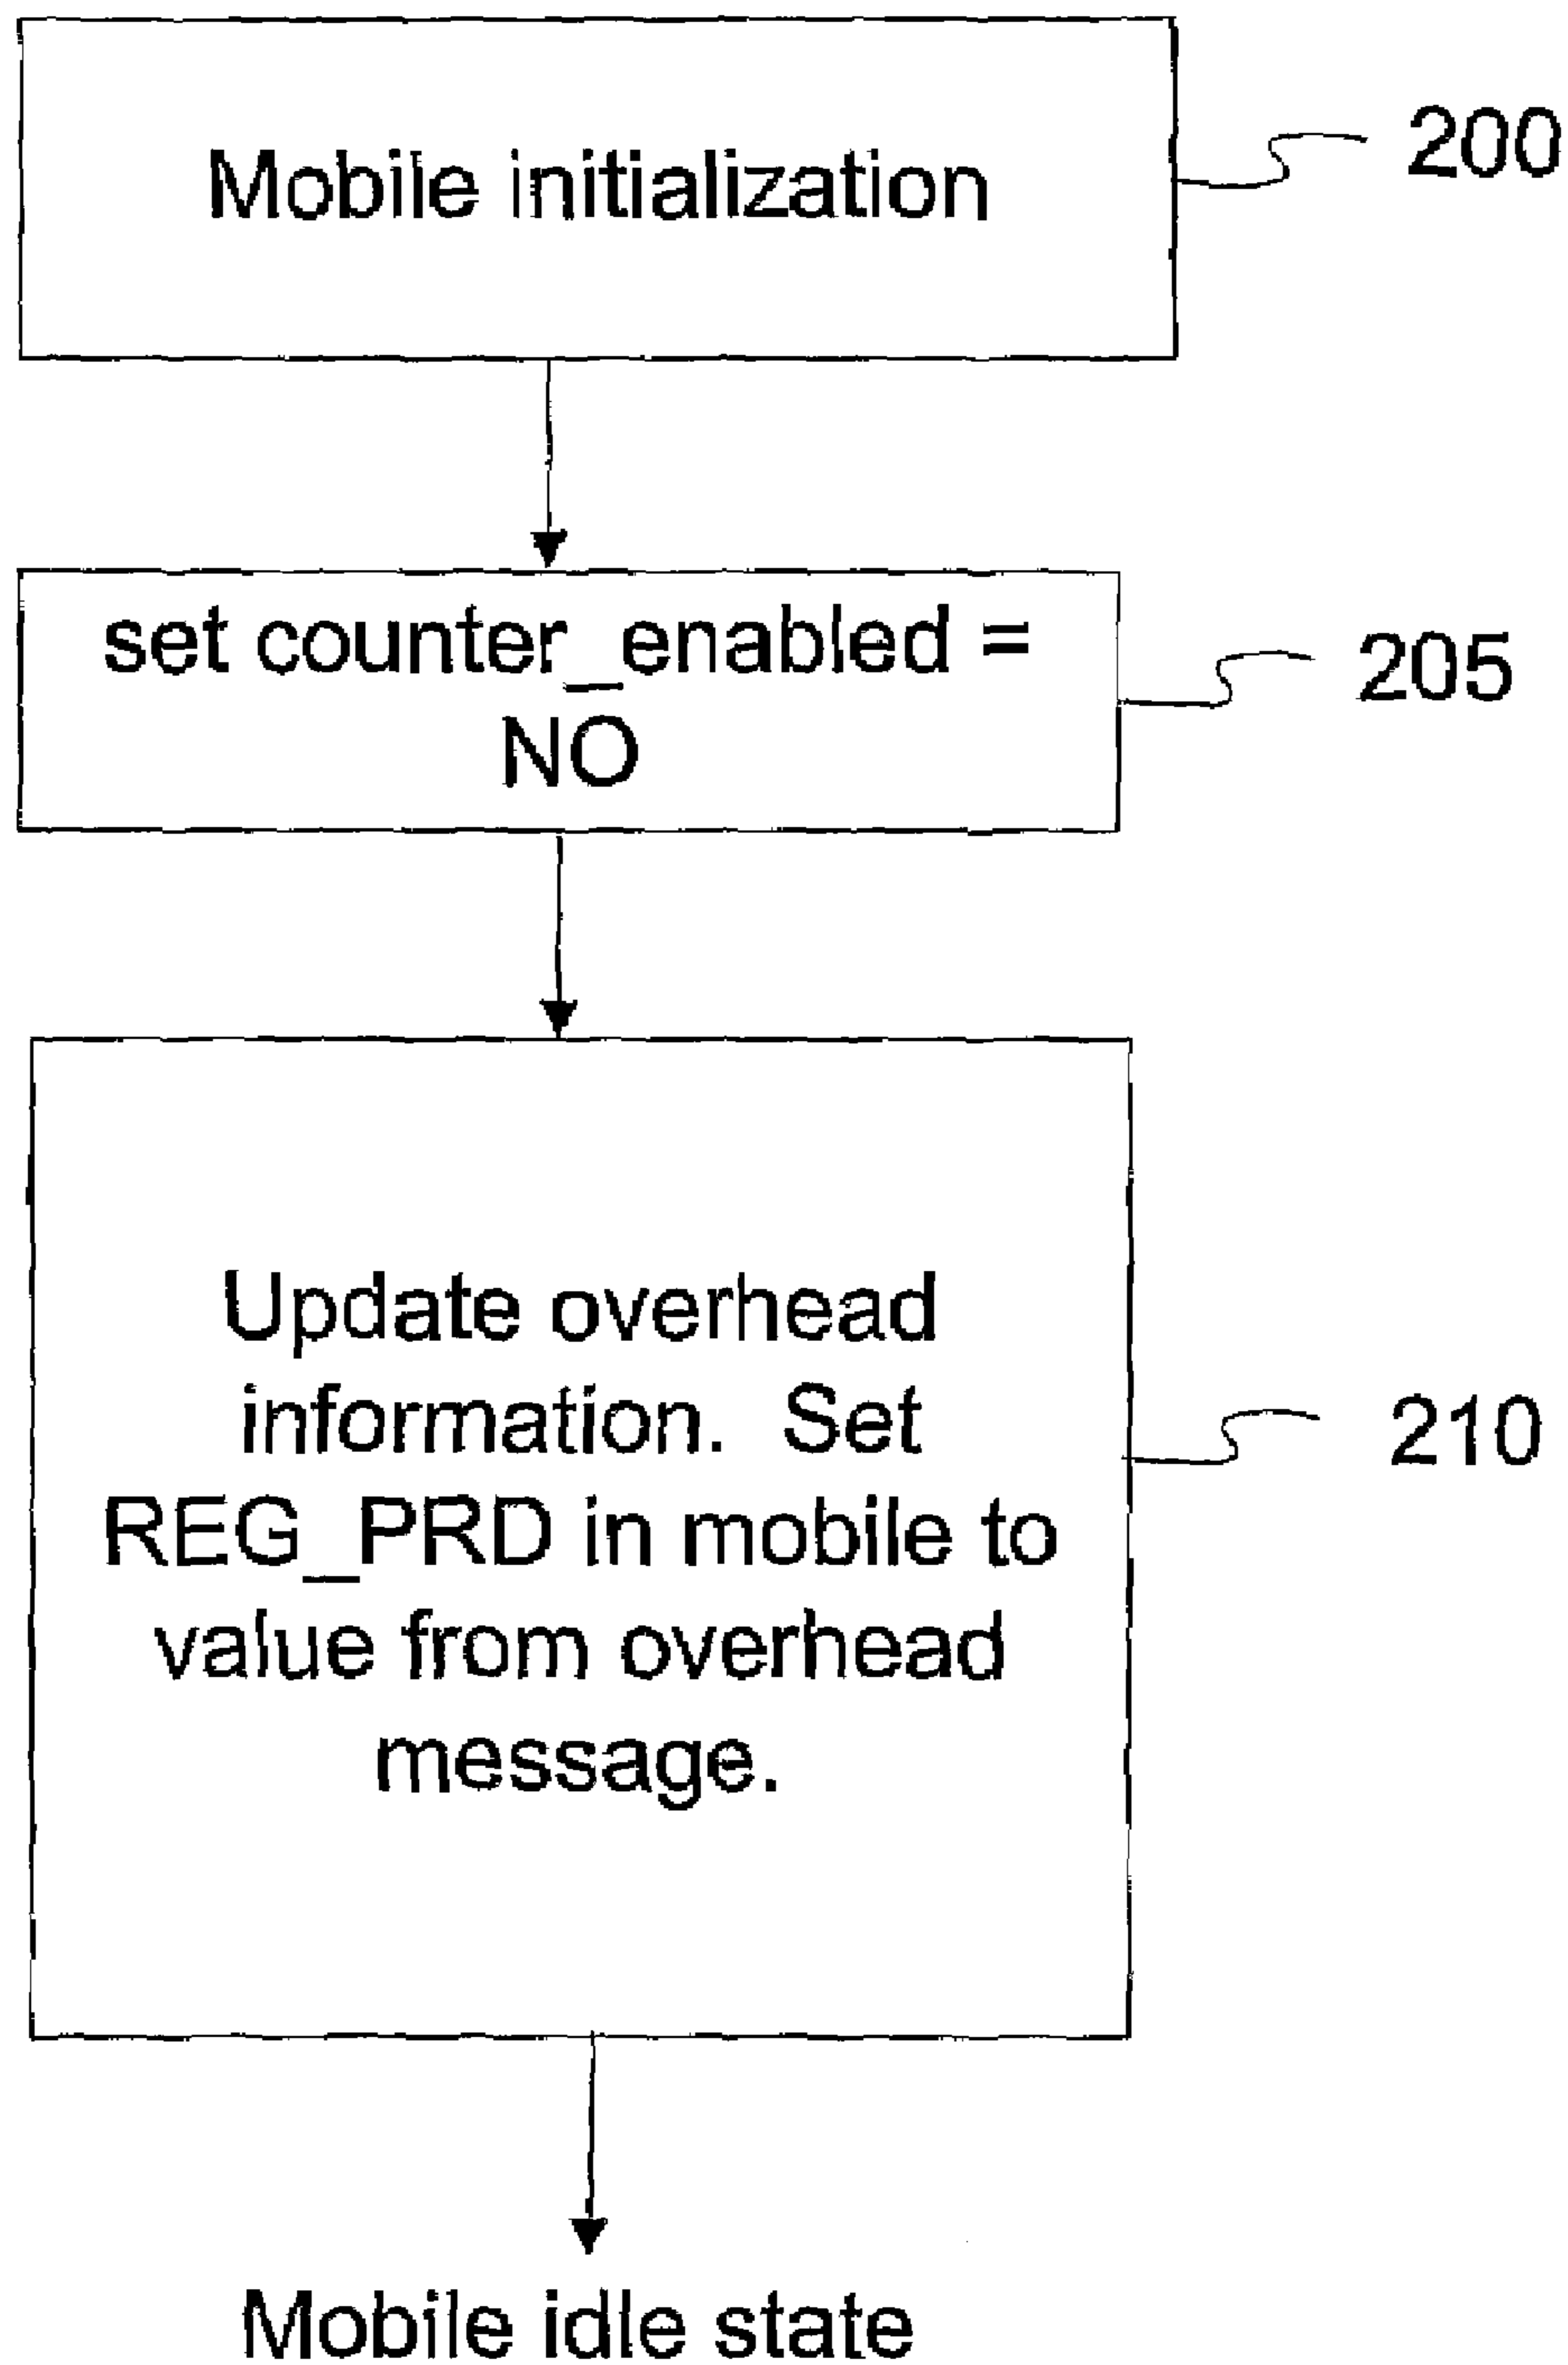 Mobile initialization
200
set counter_enabled =
NO
205
Update overhead
information. Set
REG_PRD in mobile to
value from overhead
message.
210
Mobile idle state